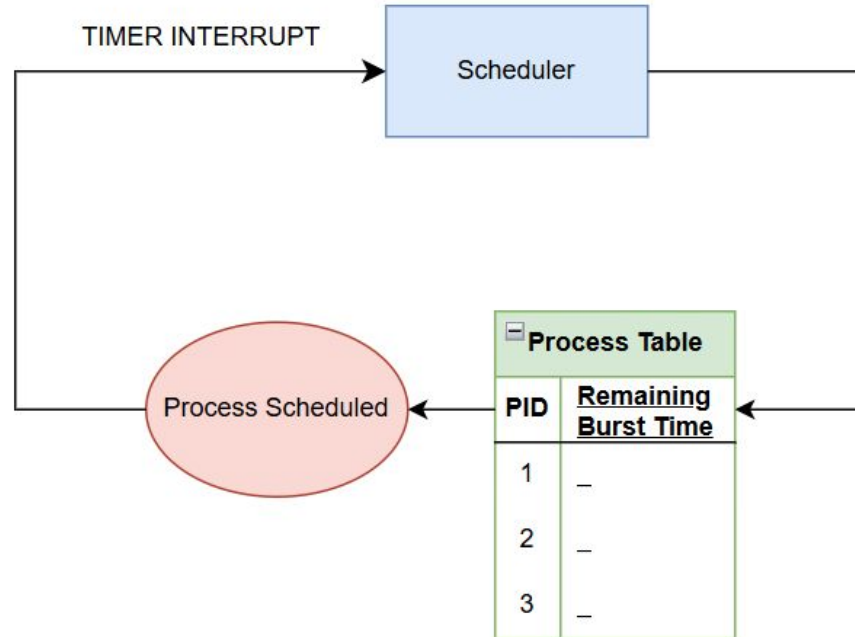 TIMER INTERRUPT
Scheduler
Process Scheduled
Process Table
PID Remaining
Burst Time
1 _
2 _
3 _